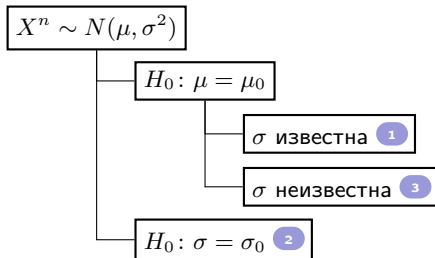 X^n ∼ N(μ, σ^2)
H_0: μ = μ_0
σ известна 1
σ неизвестна 3
H_0: σ = σ_0 2